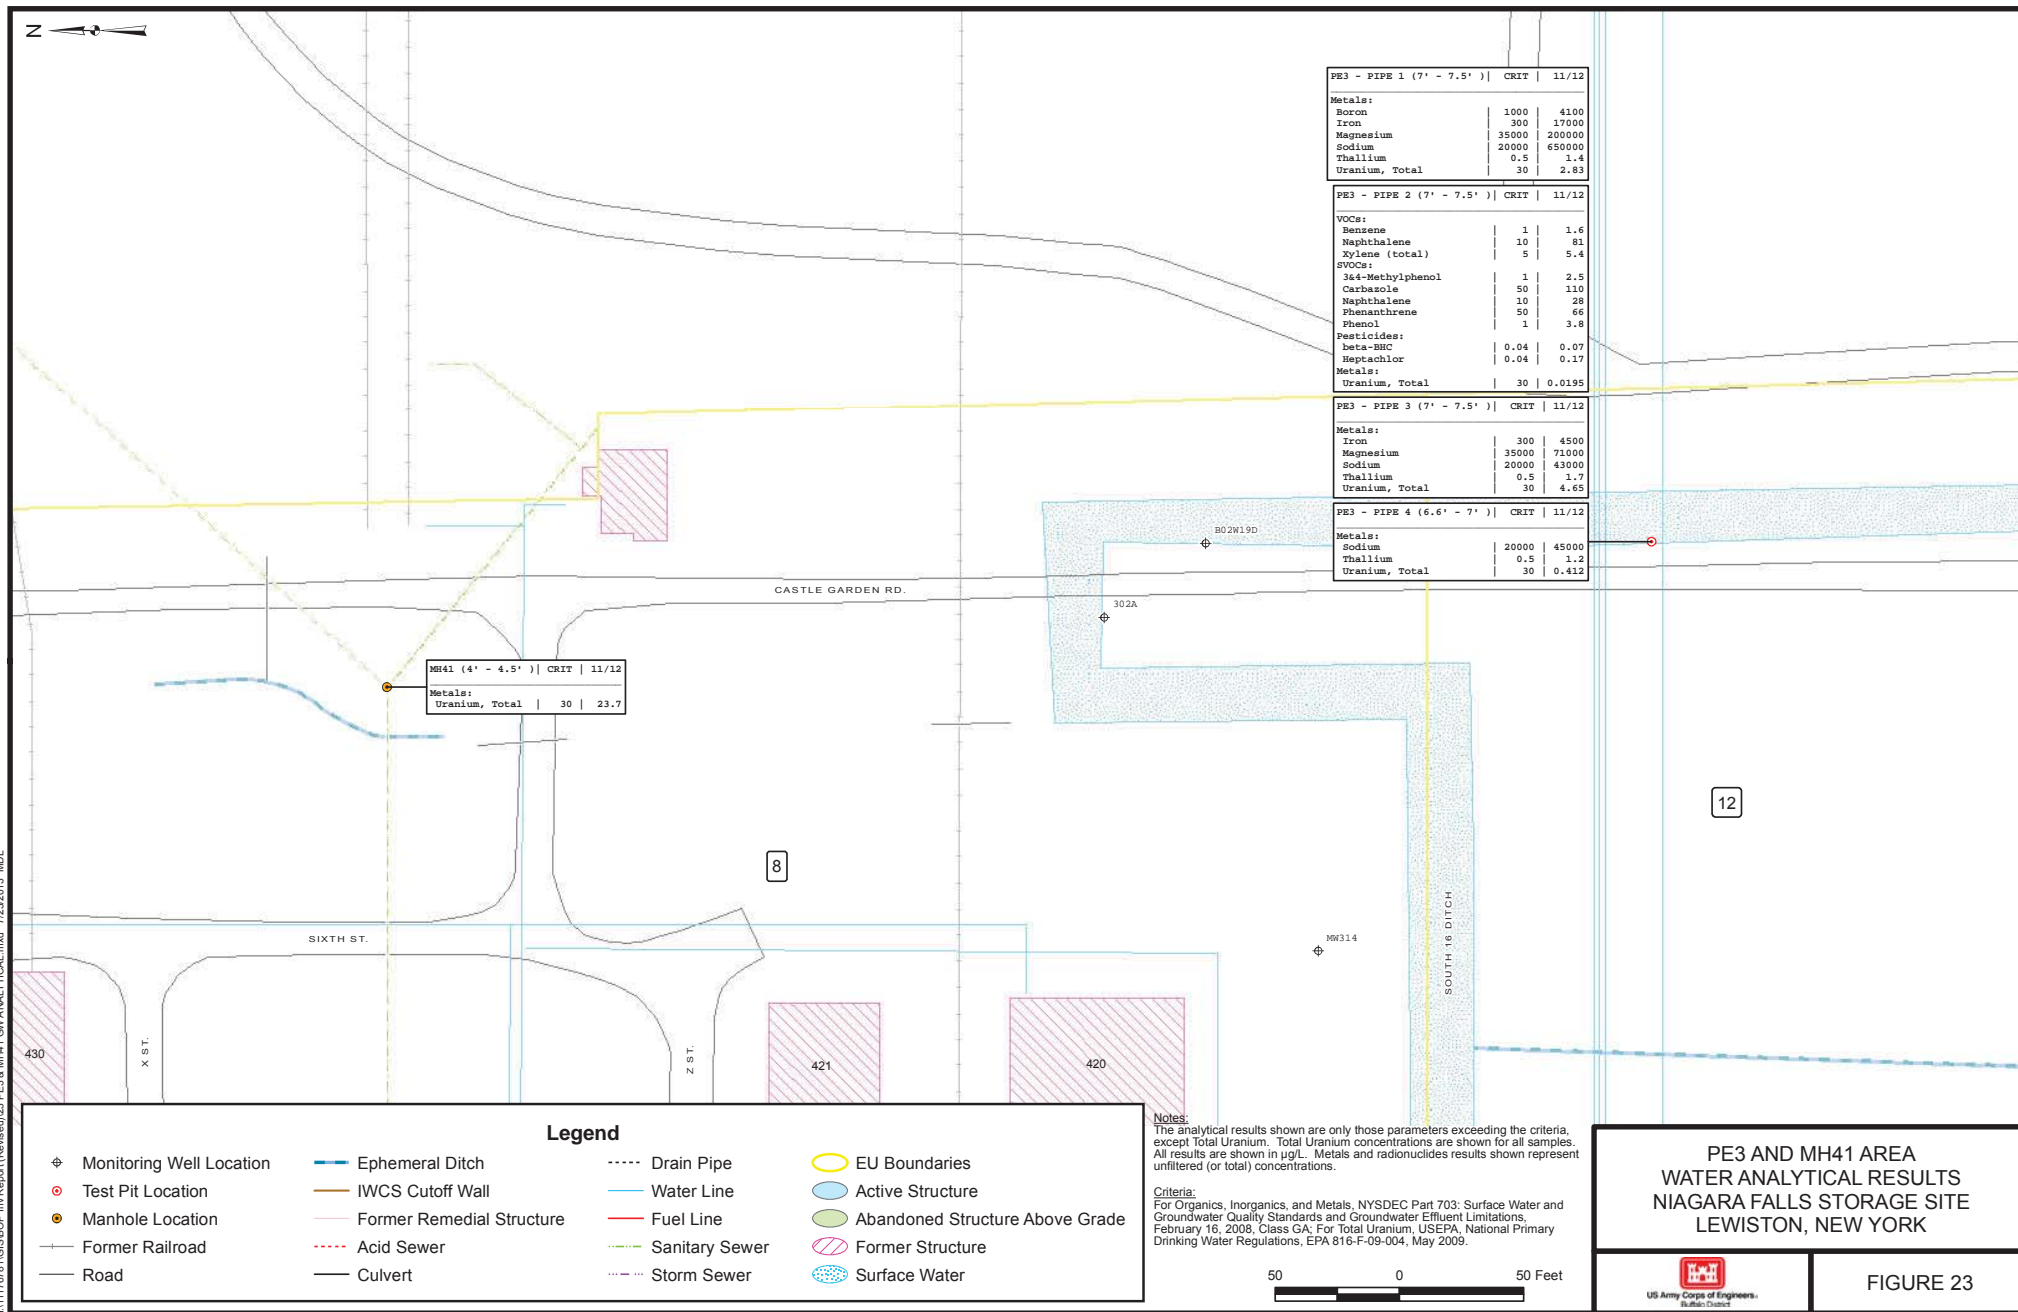 N
PE3 - PIPE 1 (7' - 7.5' )| CRIT | 11/12
Metals:
Boron | 1000 | 4100
Iron | 300 | 17000
Magnesium | 35000 | 200000
Sodium | 20000 | 650000
Thallium | 0.5 | 1.4
Uranium, Total | 30 | 2.83
PE3 - PIPE 2 (7' - 7.5' )| CRIT | 11/12
VOCs:
Benzene | 1 | 1.6
Naphthalene | 10 | 81
Xylene (total) | 5 | 5.4
SVOCs:
3&4-Methylphenol | 1 | 2.5
Carbazole | 50 | 110
Naphthalene | 10 | 28
Phenanthrene | 50 | 66
Phenol | 1 | 3.8
Pesticides:
beta-BHC | 0.04 | 0.07
Heptachlor | 0.04 | 0.17
Metals:
Uranium, Total | 30 | 0.0195
PE3 - PIPE 3 (7' - 7.5' )| CRIT | 11/12
Metals:
Iron | 300 | 4500
Magnesium | 35000 | 71000
Sodium | 20000 | 43000
Thallium | 0.5 | 1.7
Uranium, Total | 30 | 4.65
PE3 - PIPE 4 (6.6' - 7' )| CRIT | 11/12
Metals:
Sodium | 20000 | 45000
Thallium | 0.5 | 1.2
Uranium, Total | 30 | 0.412
B02W19D
CASTLE GARDEN RD.
302A
MH41 (4' - 4.5' )| CRIT | 11/12
Metals:
Uranium, Total | 30 | 23.7
12
8
SIXTH ST.
MW314
SOUTH 16 DITCH
430
X ST.
Z ST.
421
420
Legend
Monitoring Well Location
Test Pit Location
Manhole Location
Former Railroad
Road
Ephemeral Ditch
IWCS Cutoff Wall
Former Remedial Structure
Acid Sewer
Culvert
Drain Pipe
Water Line
Fuel Line
Sanitary Sewer
Storm Sewer
EU Boundaries
Active Structure
Abandoned Structure Above Grade
Former Structure
Surface Water
Notes:
The analytical results shown are only those parameters exceeding the criteria,
except Total Uranium. Total Uranium concentrations are shown for all samples.
All results are shown in µg/L. Metals and radionuclides results shown represent
unfiltered (or total) concentrations.
Criteria:
For Organics, Inorganics, and Metals, NYSDEC Part 703: Surface Water and
Groundwater Quality Standards and Groundwater Effluent Limitations,
February 16, 2008, Class GA; For Total Uranium, USEPA, National Primary
Drinking Water Regulations, EPA 816-F-09-004, May 2009.
50 0 50 Feet
PE3 AND MH41 AREA
WATER ANALYTICAL RESULTS
NIAGARA FALLS STORAGE SITE
LEWISTON, NEW YORK
US Army Corps of Engineers
Buffalo District
FIGURE 23